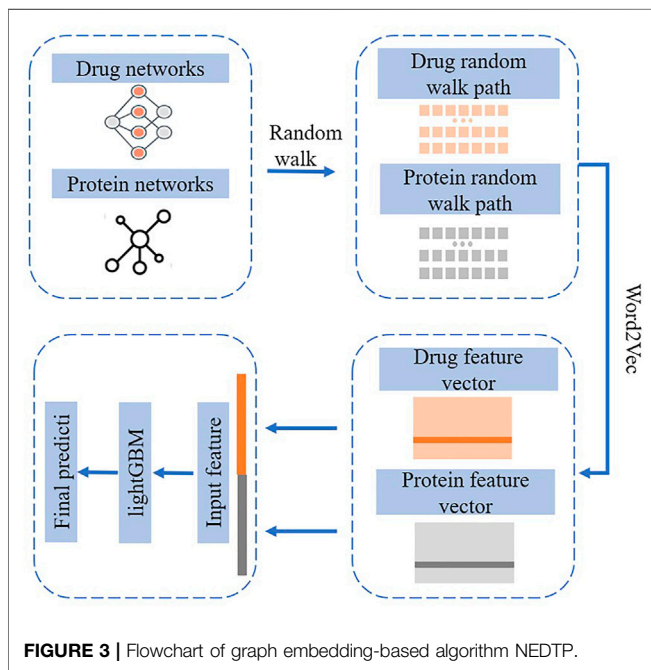 Drug networks
Protein networks
Random
walk
Drug random
walk path
Protein random
walk path
Word2Vec
Drug feature
vector
Protein feature
vector
Input feature
lightGBM
Final predicti
FIGURE 3 | Flowchart of graph embedding-based algorithm NEDTP.